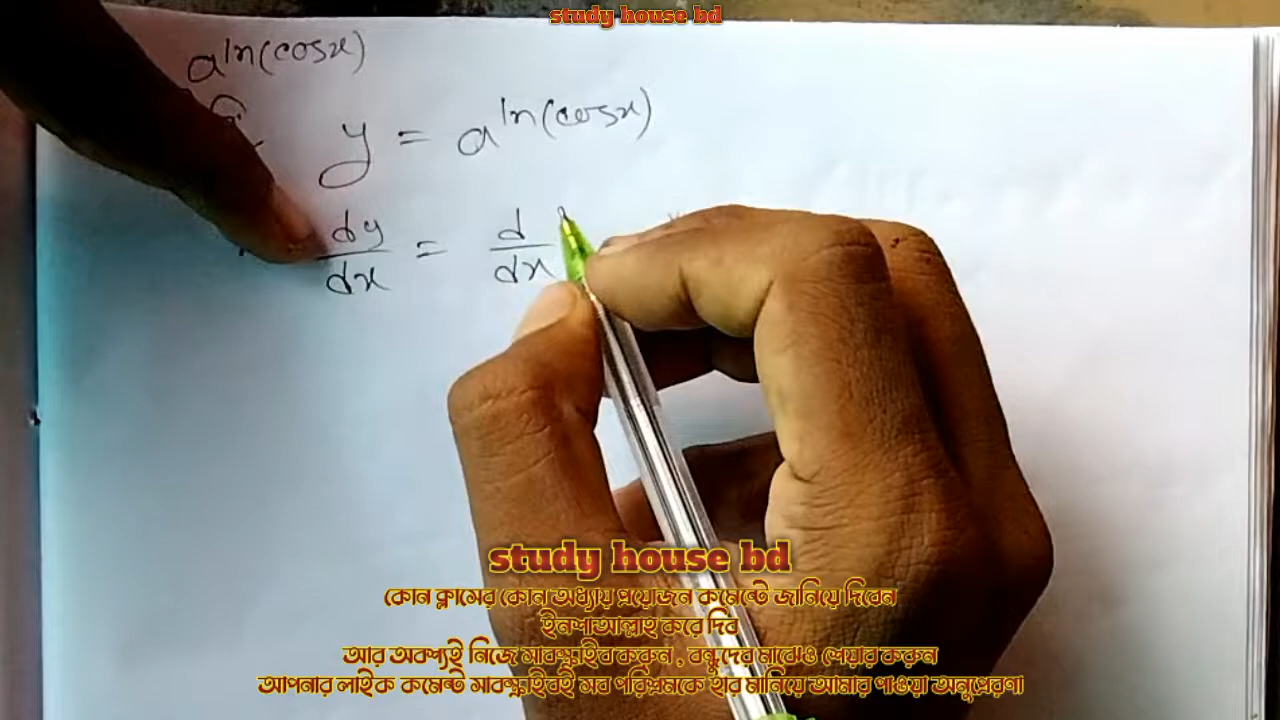 study house bd
a^ln(cosx)
y = a^ln(cosx)
dy/dx = d/dx
study house bd
কোন ক্লাসের কোন অধ্যায় প্রয়োজন কমেন্টে জানিয়ে দিবেন
ইনশাআল্লাহ করে দিব
আর অবশ্যই নিজে সাবস্ক্রাইব করুন , বন্ধুদের মাঝেও শেয়ার করুন
আপনার লাইক কমেন্ট সাবস্ক্রাইবই সব পরিশ্রমকে হার মানিয়ে আমার পাওয়া অনুপ্রেরণা